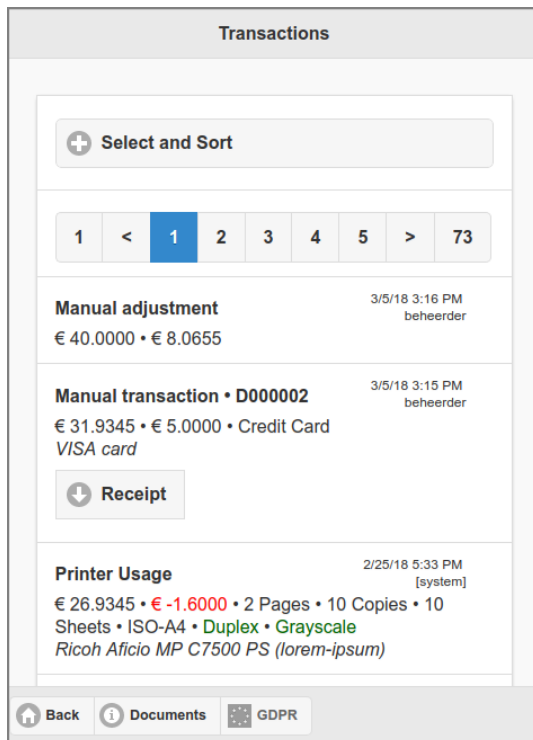 Transactions
Select and Sort
1 < 1 2 3 4 5 > 73
Manual adjustment 3/5/18 3:16 PM
beheerder
€ 40.0000 • € 8.0655
Manual transaction • D000002 3/5/18 3:15 PM
beheerder
€ 31.9345 • € 5.0000 • Credit Card
VISA card
Receipt
Printer Usage 2/25/18 5:33 PM
[system]
€ 26.9345 • € -1.6000 • 2 Pages • 10 Copies • 10
Sheets • ISO-A4 • Duplex • Grayscale
Ricoh Aficio MP C7500 PS (lorem-ipsum)
Back Documents GDPR